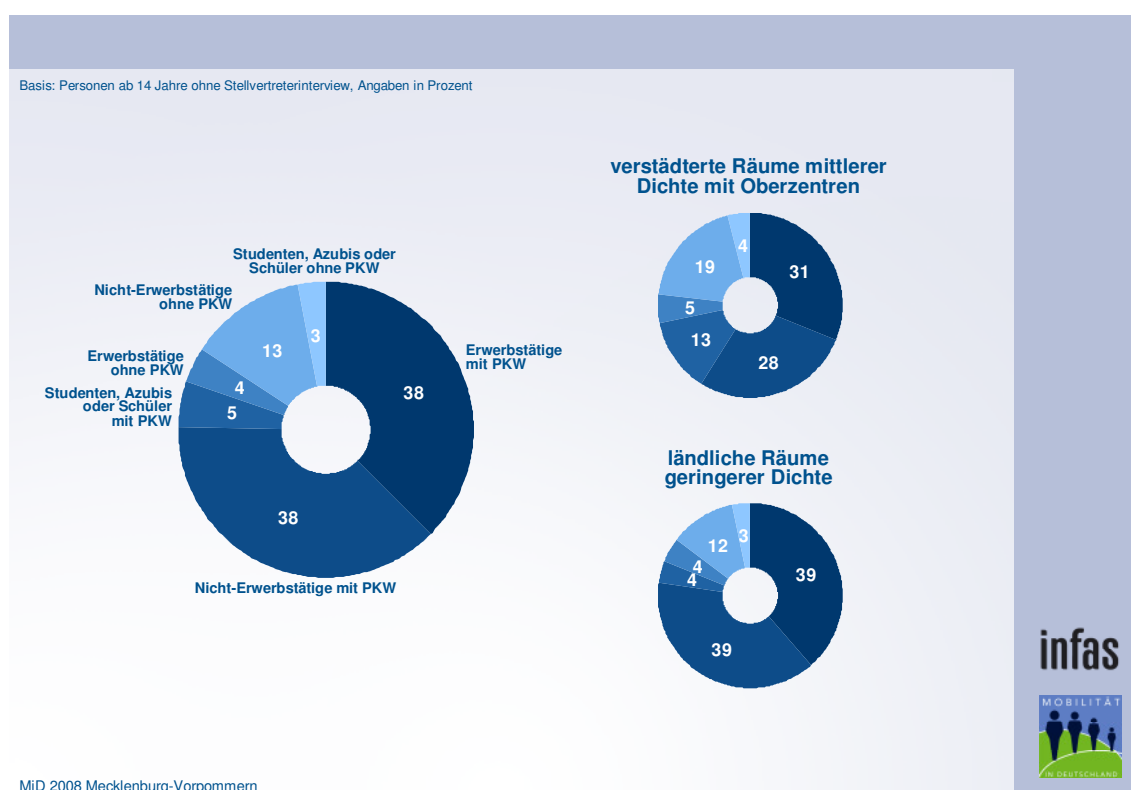 Basis: Personen ab 14 Jahre ohne Stellvertreterinterview, Angaben in Prozent
verstädterte Räume mittlerer
Dichte mit Oberzentren
4
31
19
5
13
28
Studenten, Azubis oder
Schüler ohne PKW
Nicht-Erwerbstätige
ohne PKW
3
13
Erwerbstätige
mit PKW
Erwerbstätige
ohne PKW
4
38
Studenten, Azubis
oder Schüler
mit PKW
5
38
Nicht-Erwerbstätige mit PKW
ländliche Räume
geringerer Dichte
3
12
4
39
4
39
infas
MOBILITÄT
IN DEUTSCHLAND
MiD 2008 Mecklenburg-Vorpommern